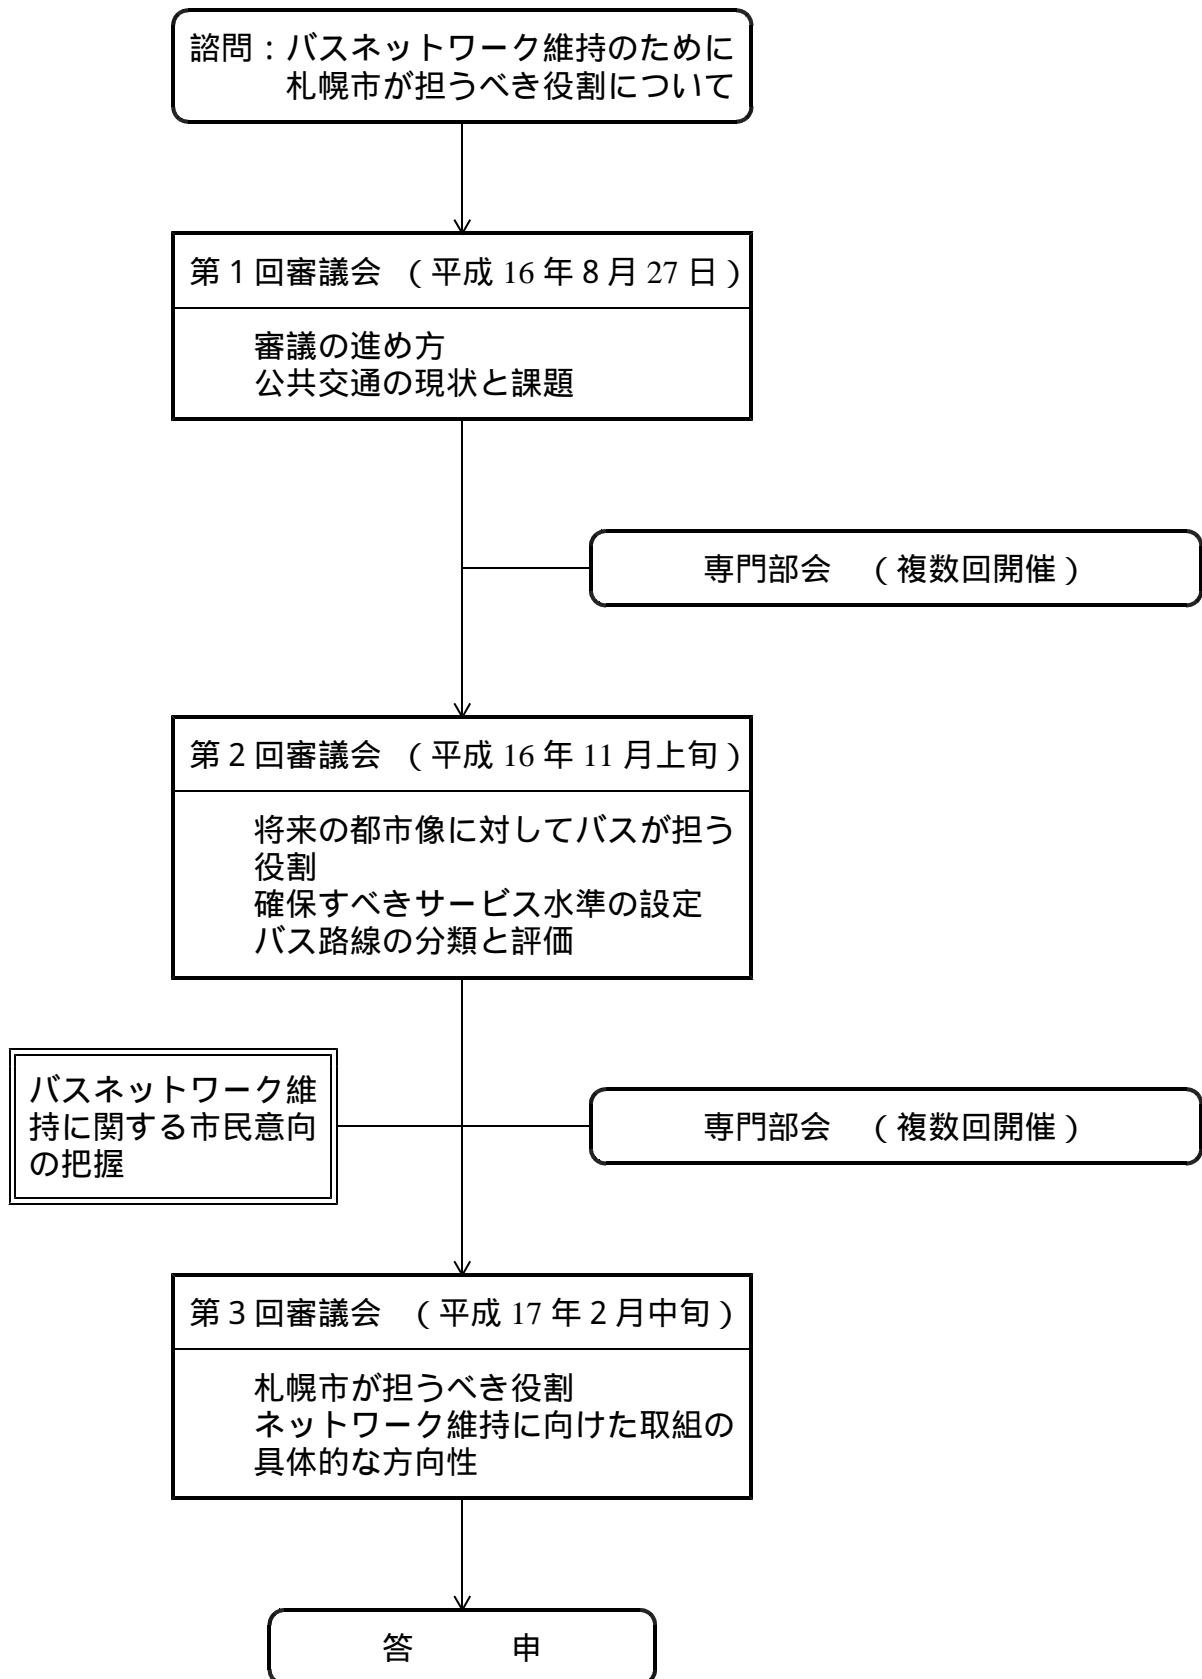 諮問：バスネットワーク維持のために
札幌市が担うべき役割について
第１回審議会 （平成 16 年８月 27 日）
審議の進め方
公共交通の現状と課題
専門部会 （複数回開催）
第２回審議会 （平成 16 年 11 月上旬）
将来の都市像に対してバスが担う
役割
確保すべきサービス水準の設定
バス路線の分類と評価
バスネットワーク維
持に関する市民意向
の把握
専門部会 （複数回開催）
第３回審議会 （平成 17 年２月中旬）
札幌市が担うべき役割
ネットワーク維持に向けた取組の
具体的な方向性
答 申